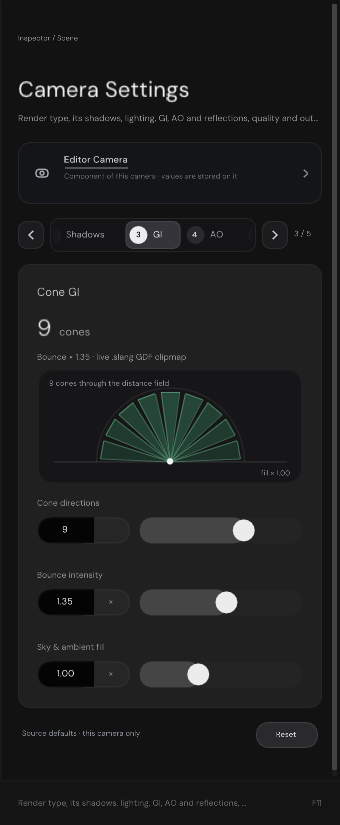 Inspector / Scene
Camera Settings
Render type, its shadows, lighting, GI, AO and reflections, quality and out...
Editor Camera
Component of this camera · values are stored on it
Shadows
3 GI
4 AO
3 / 5
Cone GI
9 cones
Bounce × 1.35 · live .slang GDF clipmap
9 cones through the distance field
fill × 1.00
Cone directions
9
Bounce intensity
1.35 ×
Sky & ambient fill
1.00 ×
Source defaults · this camera only
Reset
Render type, its shadows, lighting, GI, AO and reflections, ...
F11